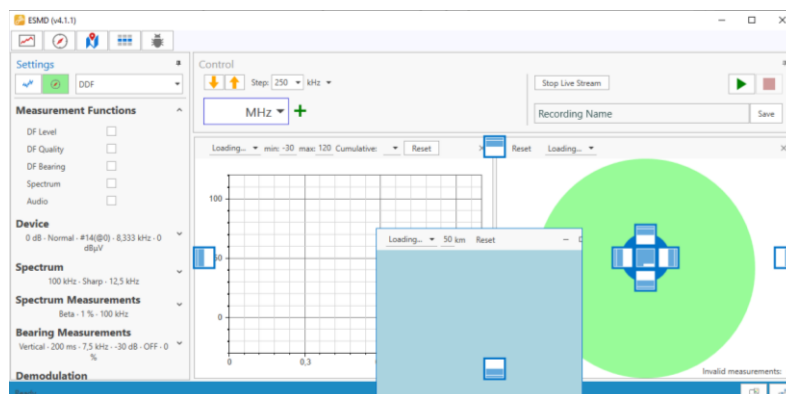 ESMD (v4.1.1)
Settings
DDF
Measurement Functions
DF Level
DF Quality
DF Bearing
Spectrum
Audio
Device
0 dB - Normal - #14(@0) - 8,333 kHz - 0
dBµV
Spectrum
100 kHz - Sharp - 12,5 kHz
Spectrum Measurements
Beta - 1 % - 100 kHz
Bearing Measurements
Vertical - 200 ms - 7,5 kHz - -30 dB - OFF - 0
%
Demodulation
Control
Step: 250 kHz
MHz
Stop Live Stream
Recording Name
Save
Loading... min: -30 max: 120 Cumulative: Reset
100
0
0 0,3
Loading... 50 km Reset
Reset Loading...
Invalid measurements: